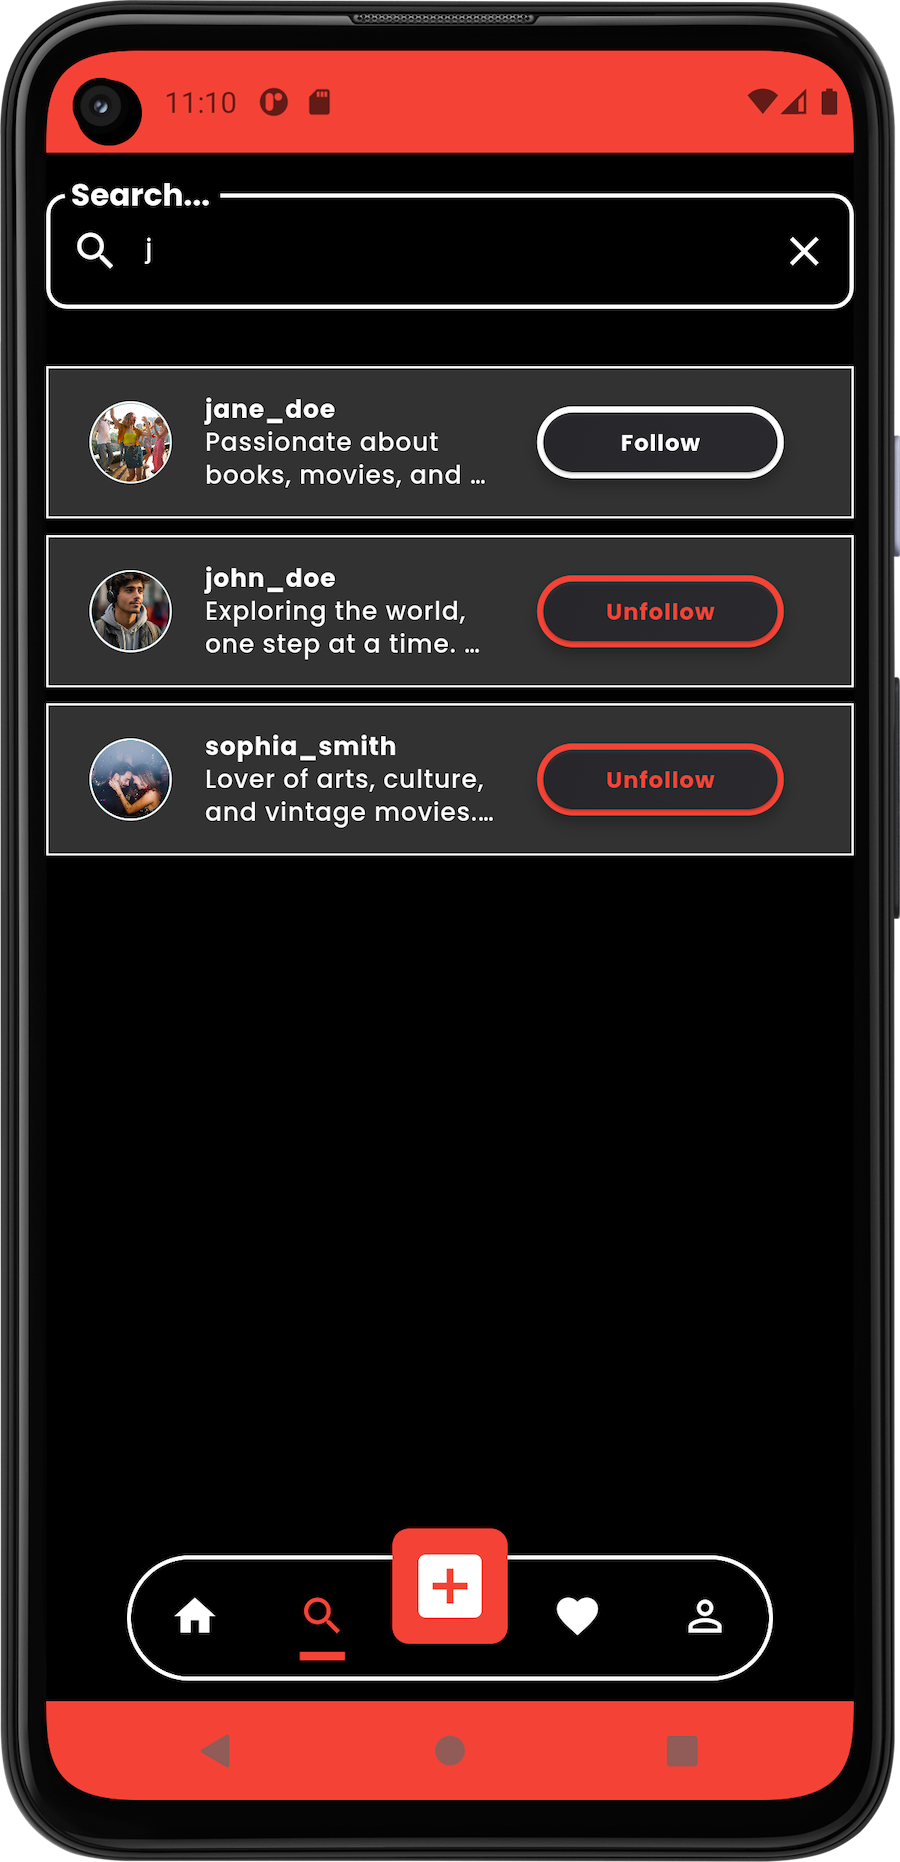 11:10
Search...
j
jane_doe
Passionate about
books, movies, and ...
Follow
john_doe
Exploring the world,
one step at a time. ...
Unfollow
sophia_smith
Lover of arts, culture,
and vintage movies....
Unfollow